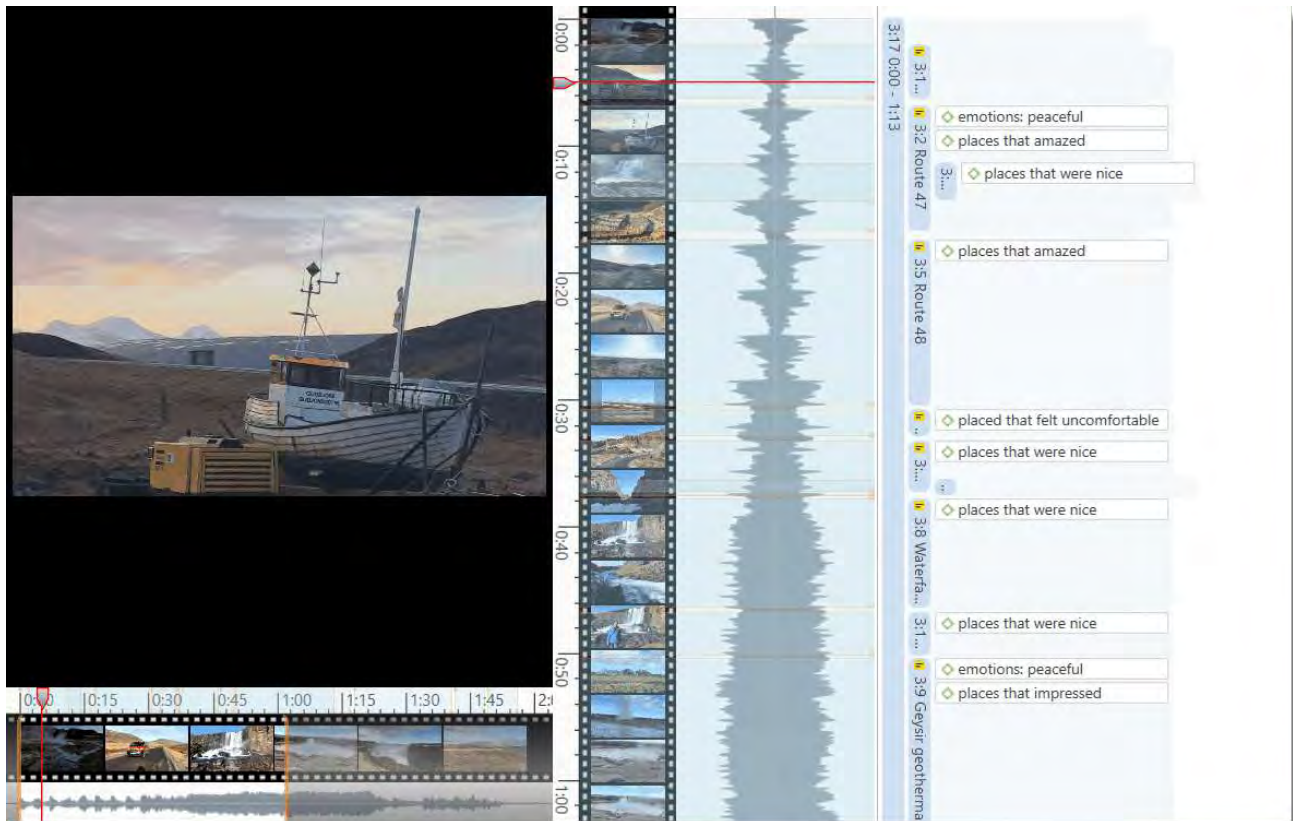 0:00
0:10
0:20
0:30
0:40
0:50
1:00
3:17 0:00 - 1:13
3:1...
3:2 Route 47
emotions: peaceful
places that amazed
3:...
places that were nice
3:5 Route 48
places that amazed
..
placed that felt uncomfortable
3:...
places that were nice
..
3:8 Waterfa...
places that were nice
3:1...
places that were nice
3:9 Geysir geotherma
emotions: peaceful
places that impressed
0:15 0:30 0:45 1:00 1:15 1:30 1:45